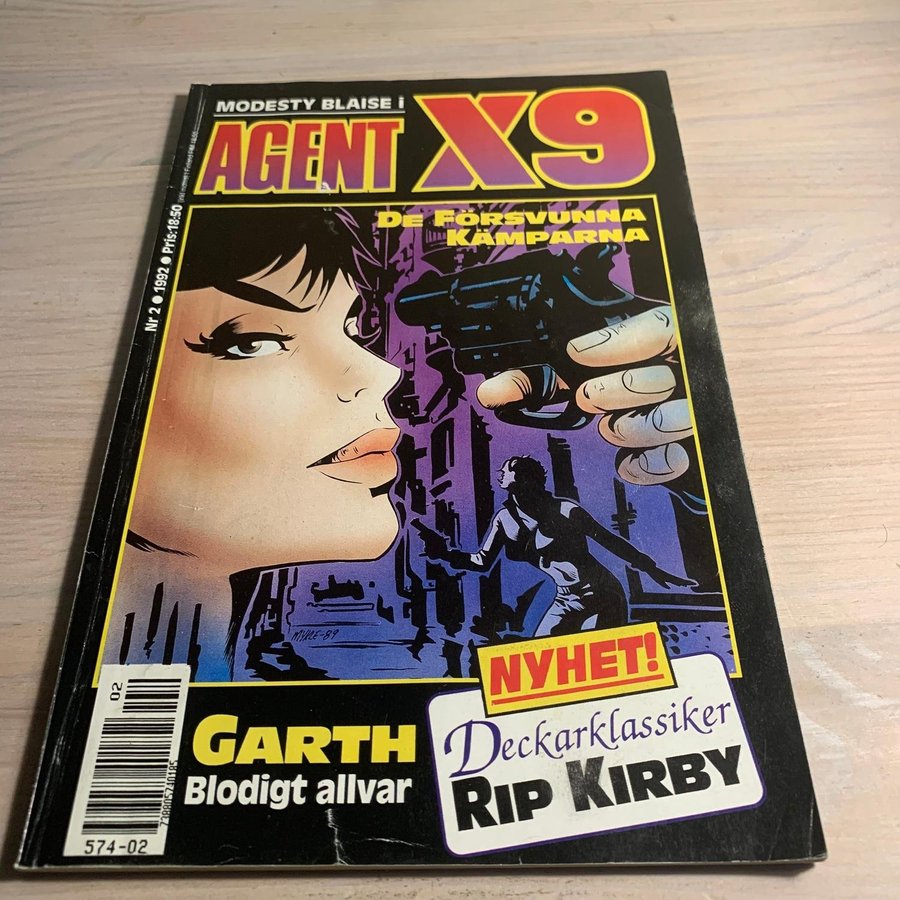 MODESTY BLAISE i
AGENT X9
Nr 2 ● 1992 ● Pris: 18:50
DE FÖRSVUNNA
KÄMPARNA
NYHET!
Deckarklassiker
RIP KIRBY
GARTH
Blodigt allvar
02
574-02